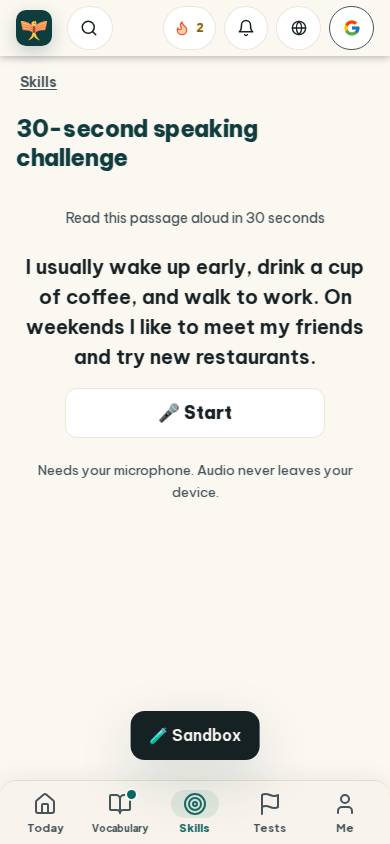 2
Skills
30-second speaking
challenge
Read this passage aloud in 30 seconds
I usually wake up early, drink a cup
of coffee, and walk to work. On
weekends I like to meet my friends
and try new restaurants.
🎤 Start
Needs your microphone. Audio never leaves your
device.
🧪 Sandbox
Today Vocabulary Skills Tests Me